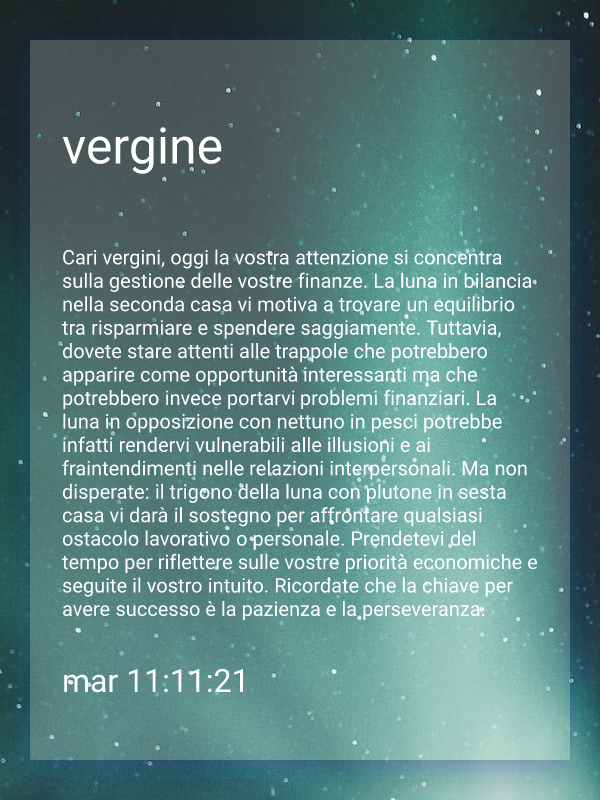 vergine
Cari vergini, oggi la vostra attenzione si concentra
sulla gestione delle vostre finanze. La luna in bilancia
nella seconda casa vi motiva a trovare un equilibrio
tra risparmiare e spendere saggiamente. Tuttavia,
dovete stare attenti alle trappole che potrebbero
apparire come opportunità interessanti ma che
potrebbero invece portarvi problemi finanziari. La
luna in opposizione con nettuno in pesci potrebbe
infatti rendervi vulnerabili alle illusioni e ai
fraintendimenti nelle relazioni interpersonali. Ma non
disperate: il trigono della luna con plutone in sesta
casa vi darà il sostegno per affrontare qualsiasi
ostacolo lavorativo o personale. Prendetevi del
tempo per riflettere sulle vostre priorità economiche e
seguite il vostro intuito. Ricordate che la chiave per
avere successo è la pazienza e la perseveranza.
mar 11:11:21